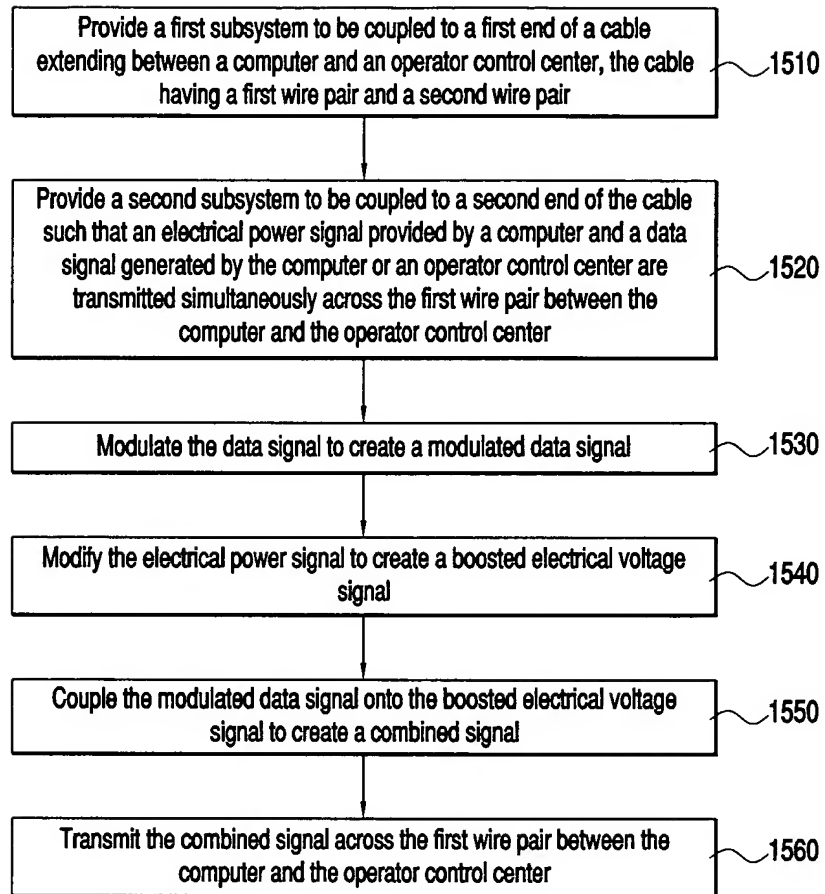 Provide a first subsystem to be coupled to a first end of a cable
extending between a computer and an operator control center, the cable
having a first wire pair and a second wire pair
1510
Provide a second subsystem to be coupled to a second end of the cable
such that an electrical power signal provided by a computer and a data
signal generated by the computer or an operator control center are
transmitted simultaneously across the first wire pair between the
computer and the operator control center
1520
Modulate the data signal to create a modulated data signal
1530
Modify the electrical power signal to create a boosted electrical voltage
signal
1540
Couple the modulated data signal onto the boosted electrical voltage
signal to create a combined signal
1550
Transmit the combined signal across the first wire pair between the
computer and the operator control center
1560